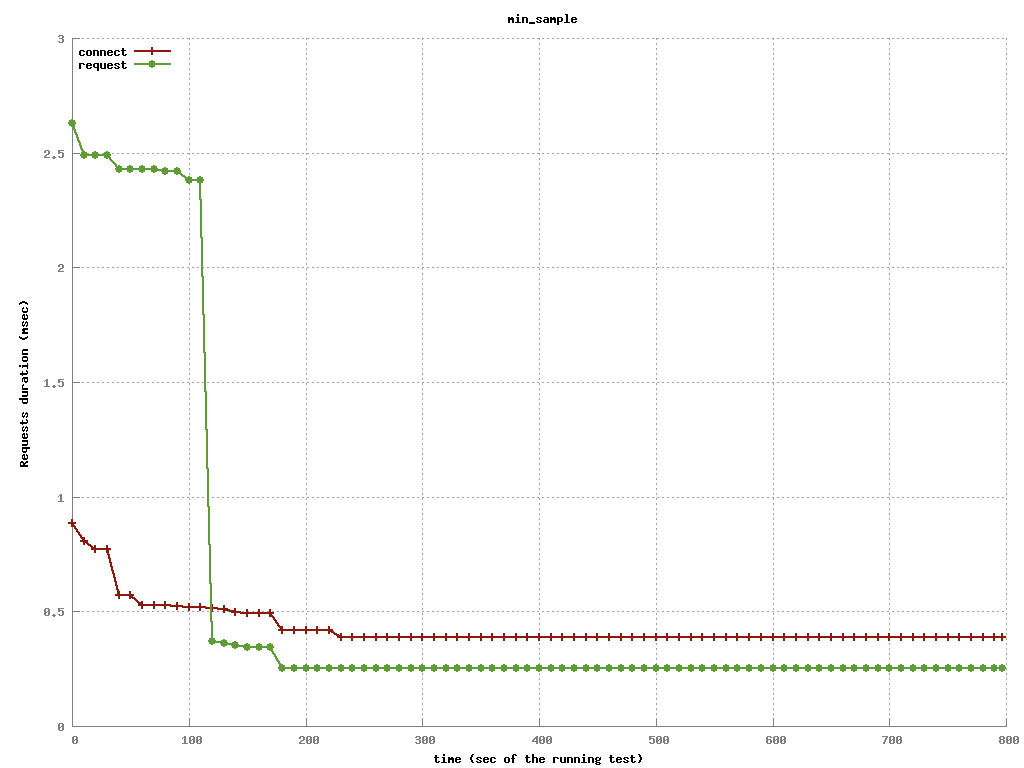 min_sample
connect
request
3
2.5
2
1.5
1
0.5
0
Requests duration (msec)
0 100 200 300 400 500 600 700 800
time (sec of the running test)